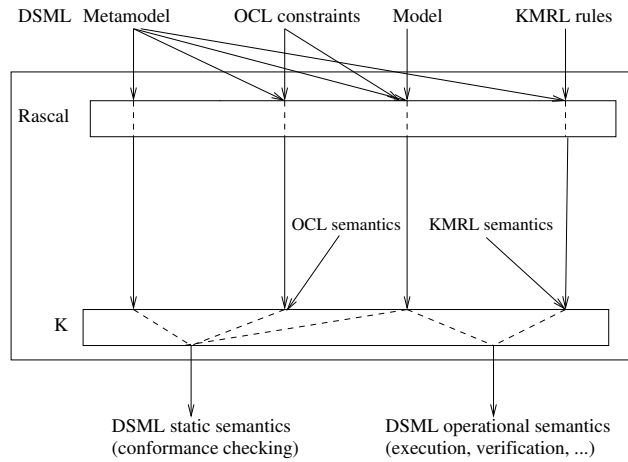 DSML Metamodel OCL constraints Model KMRL rules
Rascal
OCL semantics KMRL semantics
K
DSML static semantics DSML operational semantics
(conformance checking) (execution, verification, ...)